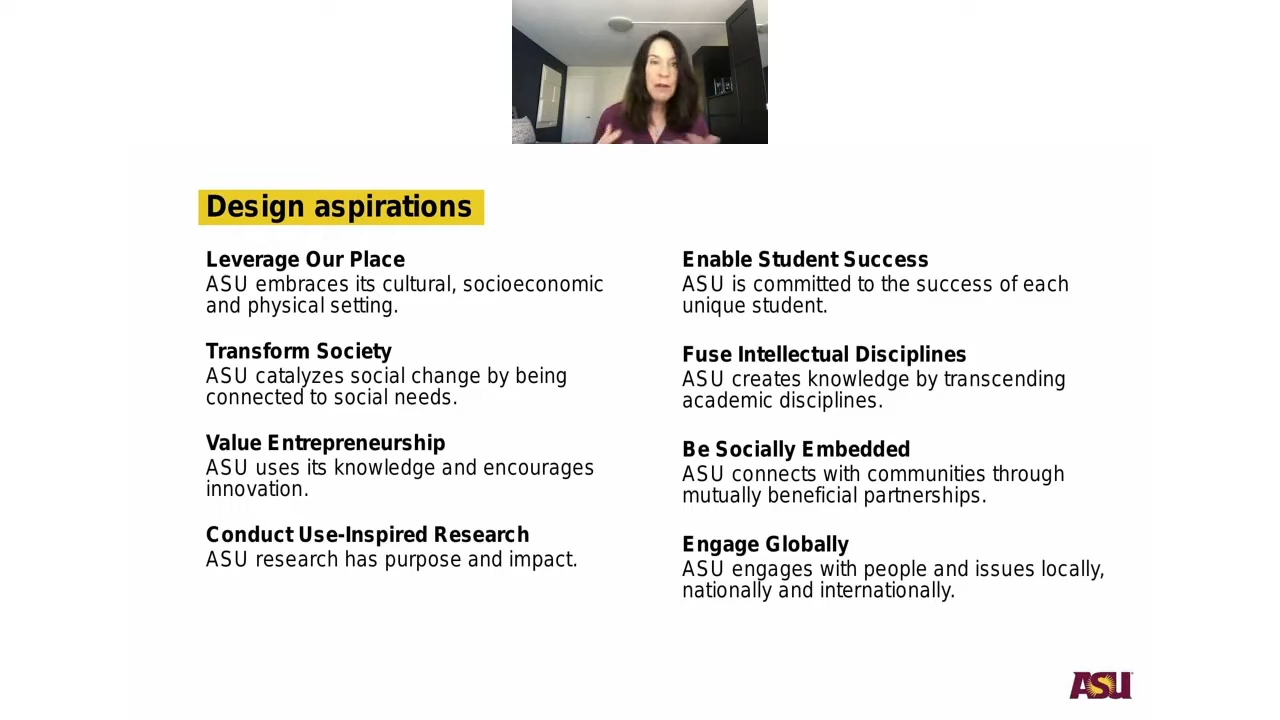 Design aspirations
Leverage Our Place
ASU embraces its cultural, socioeconomic
and physical setting.
Transform Society
ASU catalyzes social change by being
connected to social needs.
Value Entrepreneurship
ASU uses its knowledge and encourages
innovation.
Conduct Use-Inspired Research
ASU research has purpose and impact.
Enable Student Success
ASU is committed to the success of each
unique student.
Fuse Intellectual Disciplines
ASU creates knowledge by transcending
academic disciplines.
Be Socially Embedded
ASU connects with communities through
mutually beneficial partnerships.
Engage Globally
ASU engages with people and issues locally,
nationally and internationally.
ASU